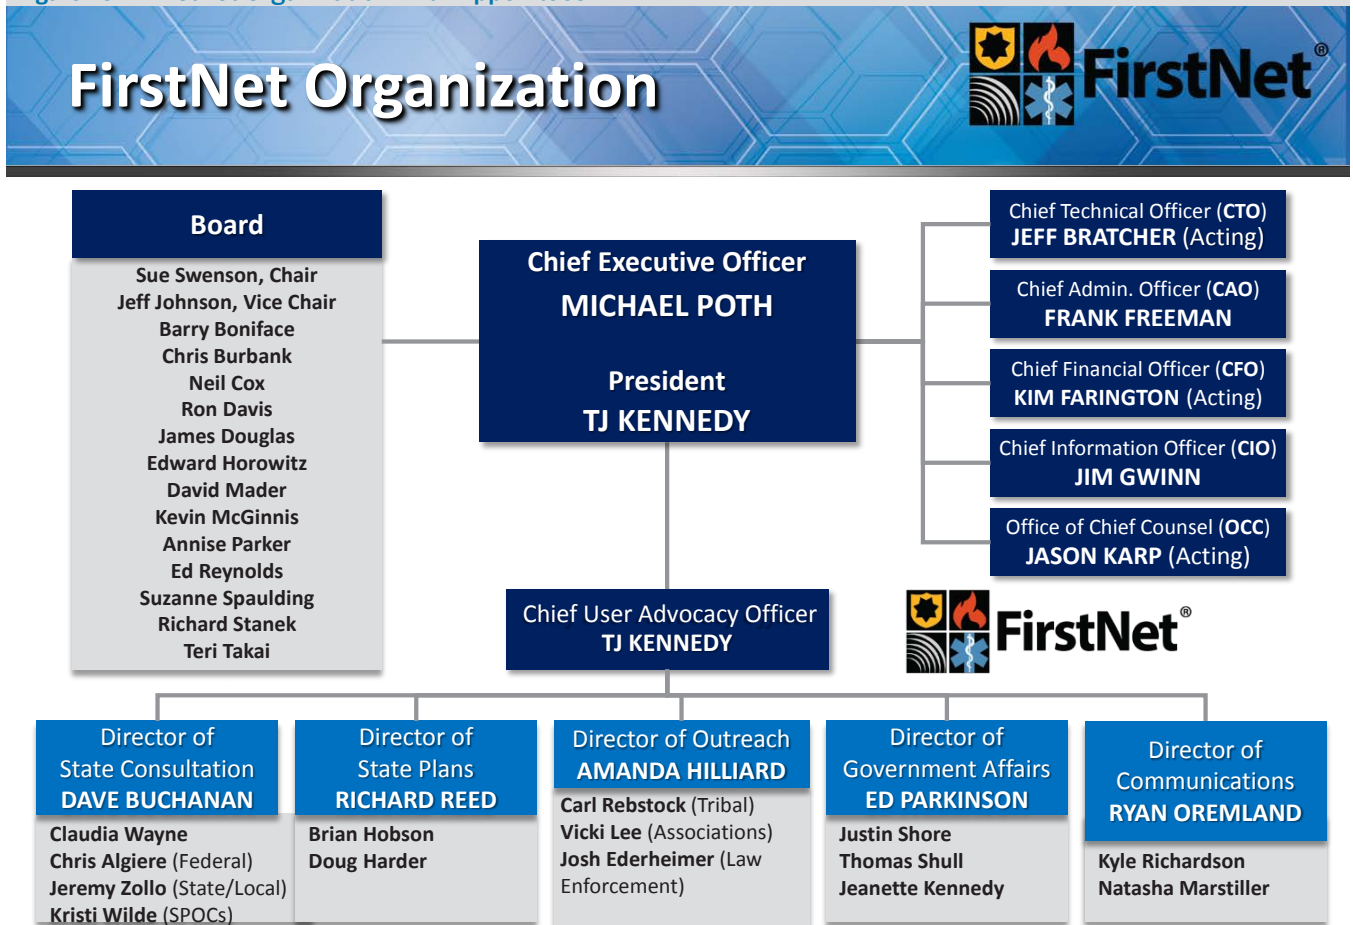 FirstNet Organization
FirstNet®
Board
Sue Swenson, Chair
Jeff Johnson, Vice Chair
Barry Boniface
Chris Burbank
Neil Cox
Ron Davis
James Douglas
Edward Horowitz
David Mader
Kevin McGinnis
Annise Parker
Ed Reynolds
Suzanne Spaulding
Richard Stanek
Teri Takai
Chief Executive Officer
MICHAEL POTH
President
TJ KENNEDY
Chief Technical Officer (CTO)
JEFF BRATCHER (Acting)
Chief Admin. Officer (CAO)
FRANK FREEMAN
Chief Financial Officer (CFO)
KIM FARINGTON (Acting)
Chief Information Officer (CIO)
JIM GWINN
Office of Chief Counsel (OCC)
JASON KARP (Acting)
Chief User Advocacy Officer
TJ KENNEDY
FirstNet®
Director of
State Consultation
DAVE BUCHANAN
Claudia Wayne
Chris Algiere (Federal)
Jeremy Zollo (State/Local)
Kristi Wilde (SPOCs)
Director of
State Plans
RICHARD REED
Brian Hobson
Doug Harder
Director of Outreach
AMANDA HILLIARD
Carl Rebstock (Tribal)
Vicki Lee (Associations)
Josh Ederheimer (Law
Enforcement)
Director of
Government Affairs
ED PARKINSON
Justin Shore
Thomas Shull
Jeanette Kennedy
Director of
Communications
RYAN OREMLAND
Kyle Richardson
Natasha Marstiller